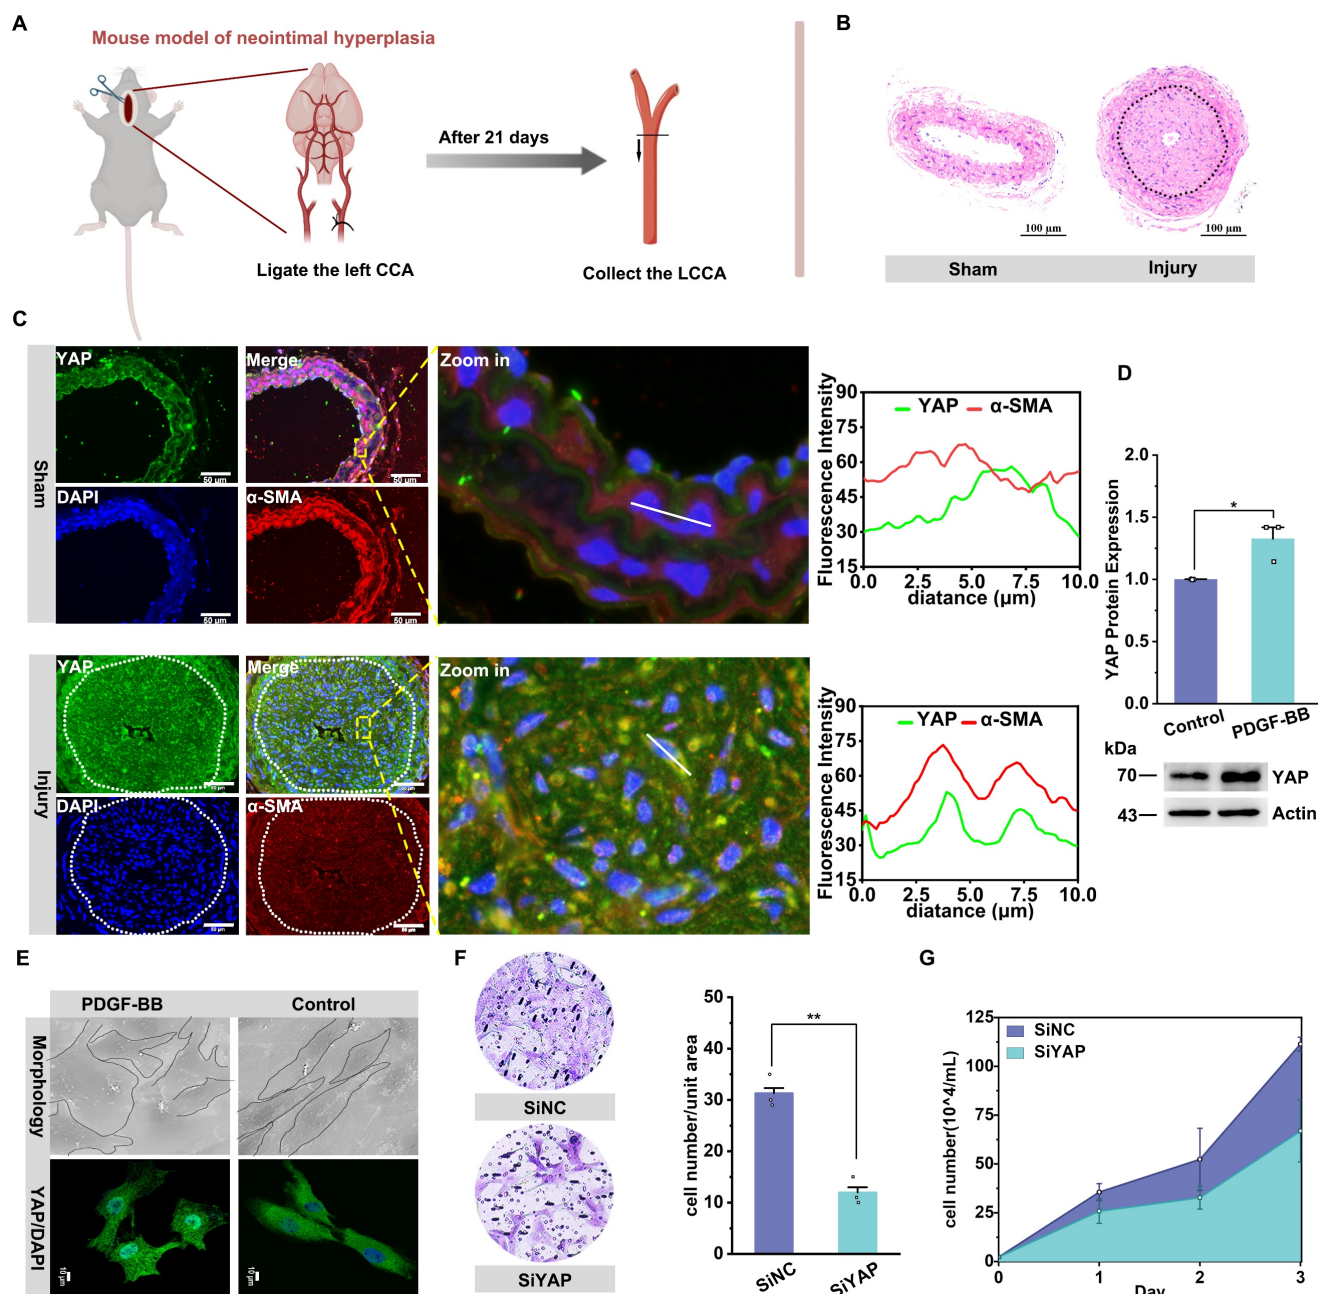 A
Mouse model of neointimal hyperplasia
After 21 days
Ligate the left CCA
Collect the LCCA
B
100 μm
100 μm
Sham
Injury
C
Sham
YAP
50 μm
Merge
50 μm
DAPI
50 μm
α-SMA
50 μm
Zoom in
Fluorescence Intensity
90
75
60
45
30
15
YAP
α-SMA
0.0
2.5
5.0
7.5
10.0
diatance (μm)
Injury
YAP
Merge
DAPI
α-SMA
Zoom in
Fluorescence Intensity
90
75
60
45
30
15
YAP
α-SMA
0.0
2.5
5.0
7.5
10.0
diatance (μm)
D
YAP Protein Expression
2.0
1.5
1.0
0.5
0.0
*
Control
PDGF-BB
kDa
70
YAP
43
Actin
E
PDGF-BB
Control
Morphology
YAP/DAPI
10 μm
10 μm
F
SiNC
SiYAP
cell number/unit area
50
40
30
20
10
0
**
SiNC
SiYAP
G
cell number(10^4/mL)
125
100
75
50
25
0
SiNC
SiYAP
0
1
2
3
Day